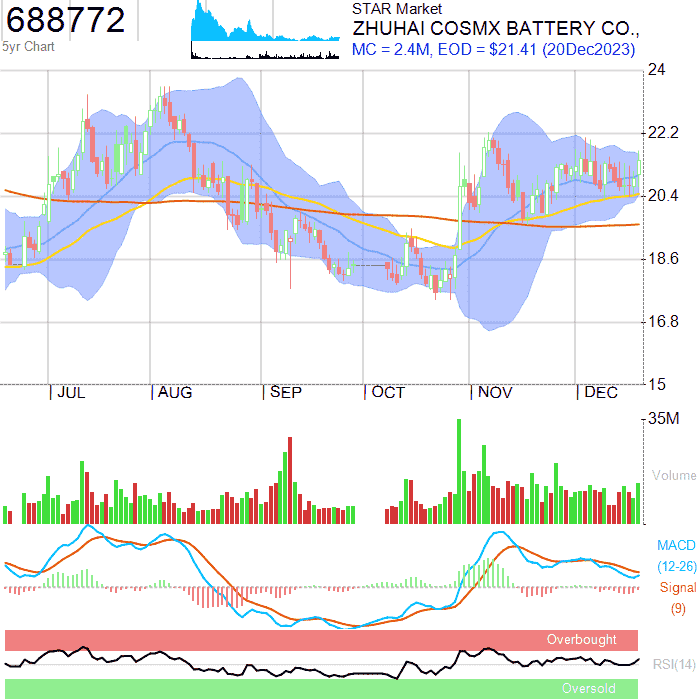 688772
5yr Chart
STAR Market
ZHUHAI COSMX BATTERY CO.,
MC = 2.4M, EOD = $21.41 (20Dec2023)
24
22.2
20.4
18.6
16.8
15
JUL AUG SEP OCT NOV DEC
35M
Volume
MACD
(12-26)
Signal
(9)
Overbought
RSI(14)
Oversold